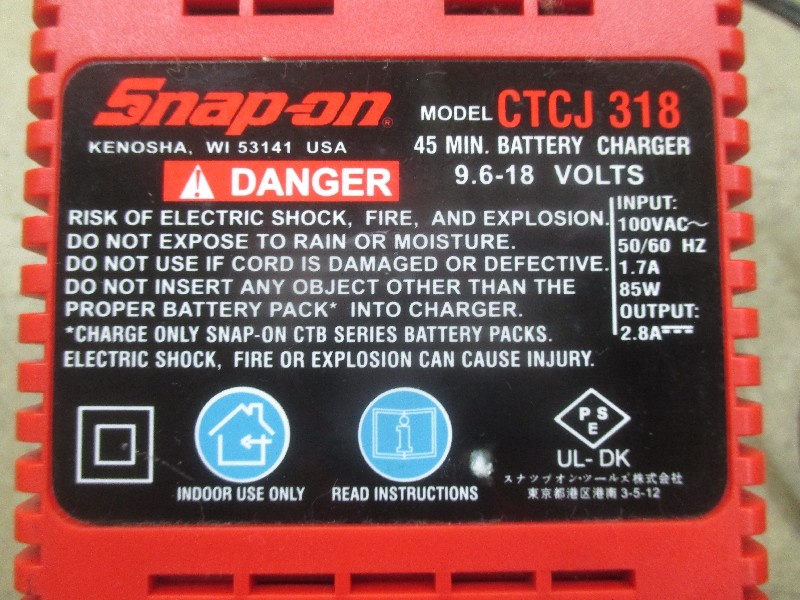 Snap-on®
KENOSHA, WI 53141 USA
MODEL CTCJ 318
45 MIN. BATTERY CHARGER
9.6-18 VOLTS
DANGER
RISK OF ELECTRIC SHOCK, FIRE, AND EXPLOSION.
DO NOT EXPOSE TO RAIN OR MOISTURE.
DO NOT USE IF CORD IS DAMAGED OR DEFECTIVE.
DO NOT INSERT ANY OBJECT OTHER THAN THE
PROPER BATTERY PACK* INTO CHARGER.
*CHARGE ONLY SNAP-ON CTB SERIES BATTERY PACKS.
ELECTRIC SHOCK, FIRE OR EXPLOSION CAN CAUSE INJURY.
INPUT:
100VAC~
50/60 HZ
1.7A
85W
OUTPUT:
2.8A⎓
INDOOR USE ONLY
READ INSTRUCTIONS
PS
E
UL-DK
スナツプオン・ツールズ株式会社
東京都港区港南3-5-12